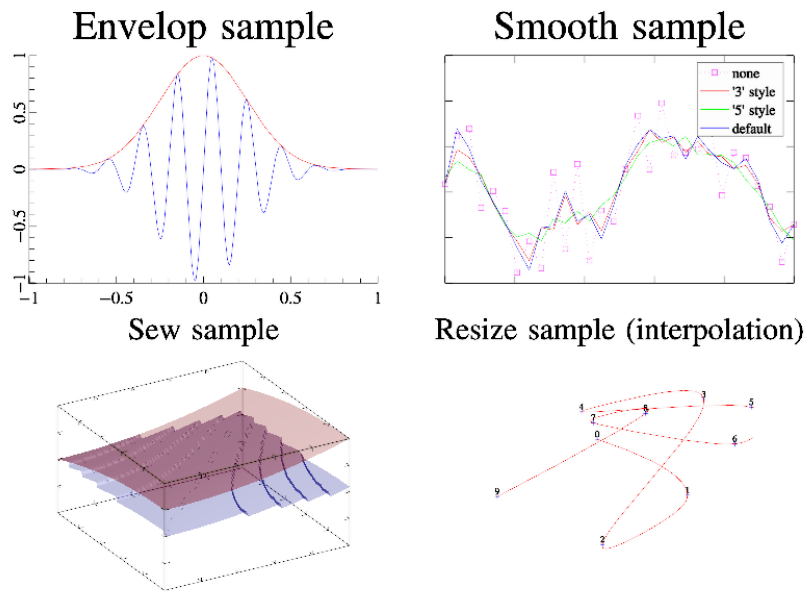 Envelop sample
Smooth sample
1
0.5
0
−0.5
−1
−1 −0.5 0 0.5 1
none
'3' style
'5' style
default
Sew sample
Resize sample (interpolation)
4
3
5
7
8
0
6
9
1
2